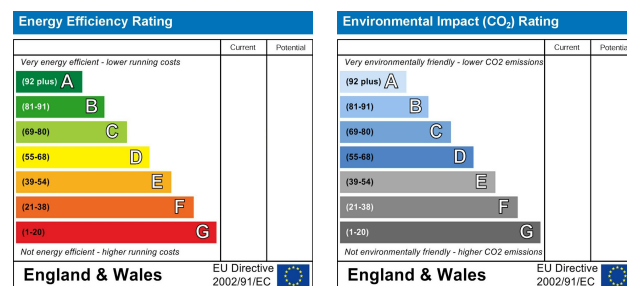 Energy Efficiency Rating
Current Potential
Very energy efficient - lower running costs
(92 plus) A
(81-91) B
(69-80) C
(55-68) D
(39-54) E
(21-38) F
(1-20) G
Not energy efficient - higher running costs
England & Wales
EU Directive
2002/91/EC
Environmental Impact (CO₂) Rating
Current Potentia
Very environmentally friendly - lower CO2 emissions
(92 plus) A
(81-91) B
(69-80) C
(55-68) D
(39-54) E
(21-38) F
(1-20) G
Not environmentally friendly - higher CO2 emissions
England & Wales
EU Directive
2002/91/EC